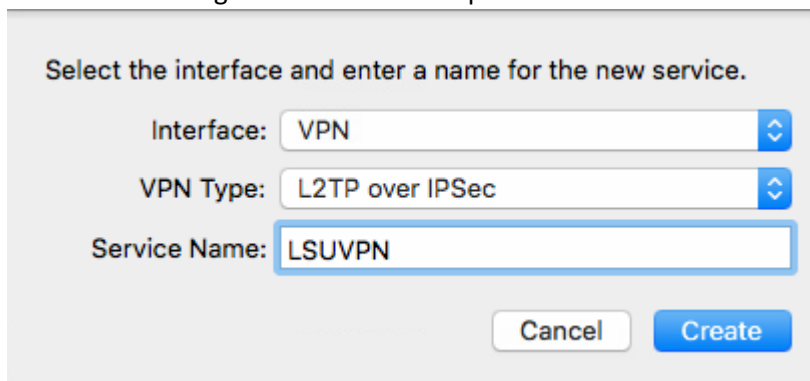 Select the interface and enter a name for the new service.
Interface: VPN
VPN Type: L2TP over IPSec
Service Name: LSUVPN
Cancel Create